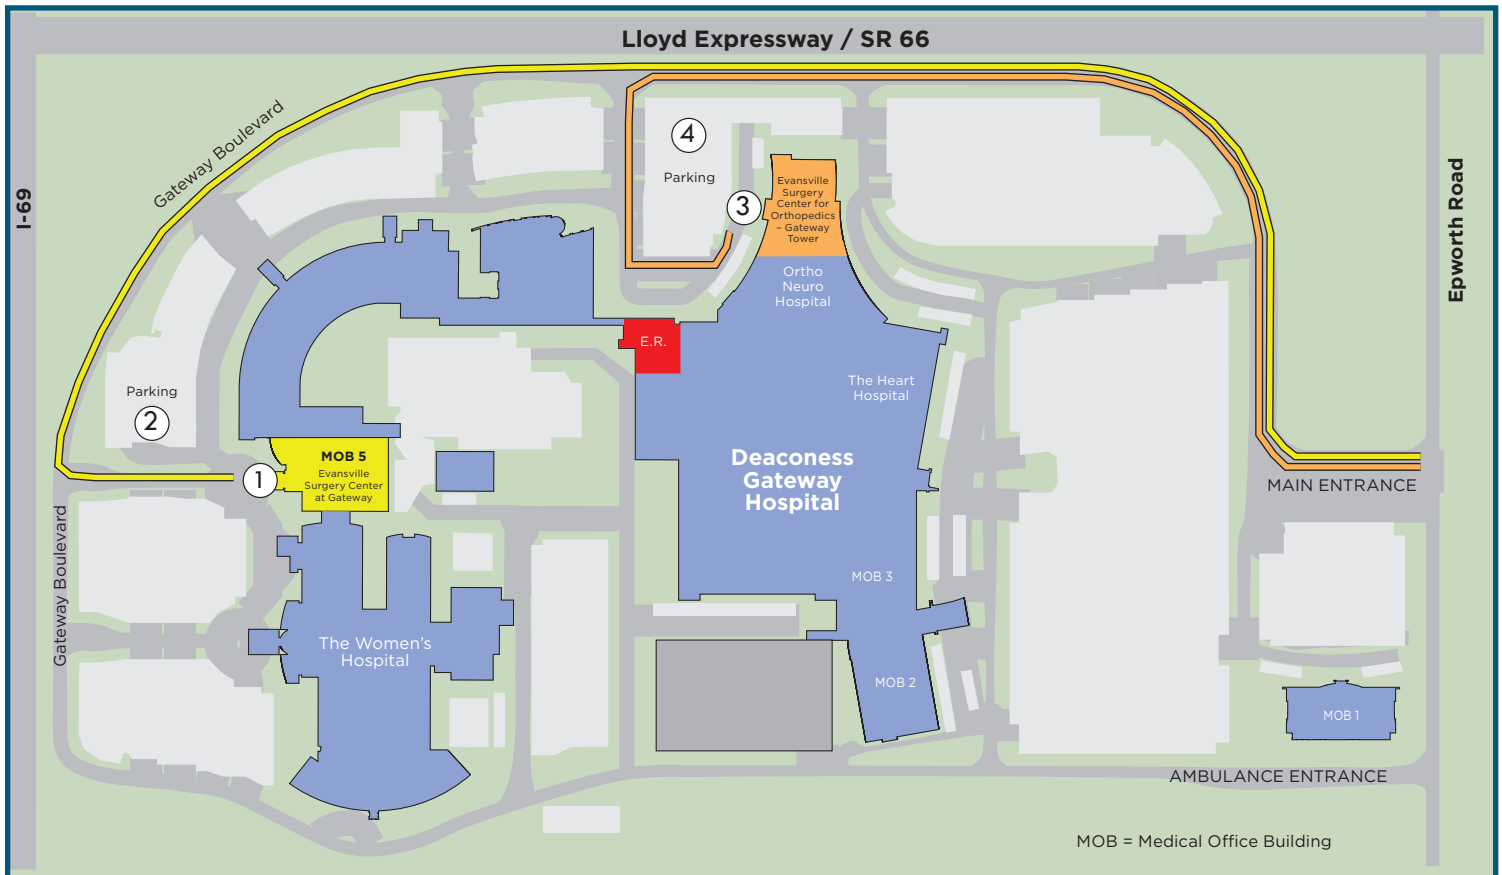 Lloyd Expressway / SR 66
Gateway Boulevard
I-69
Epworth Road
4
Parking
3
Evansville
Surgery
Center for
Orthopedics
– Gateway
Tower
Ortho
Neuro
Hospital
E.R.
The Heart
Hospital
Parking
2
1
MOB 5
Evansville
Surgery Center
at Gateway
Deaconess
Gateway
Hospital
MAIN ENTRANCE
Gateway Boulevard
MOB 3
The Women's
Hospital
MOB 2
MOB 1
AMBULANCE ENTRANCE
MOB = Medical Office Building